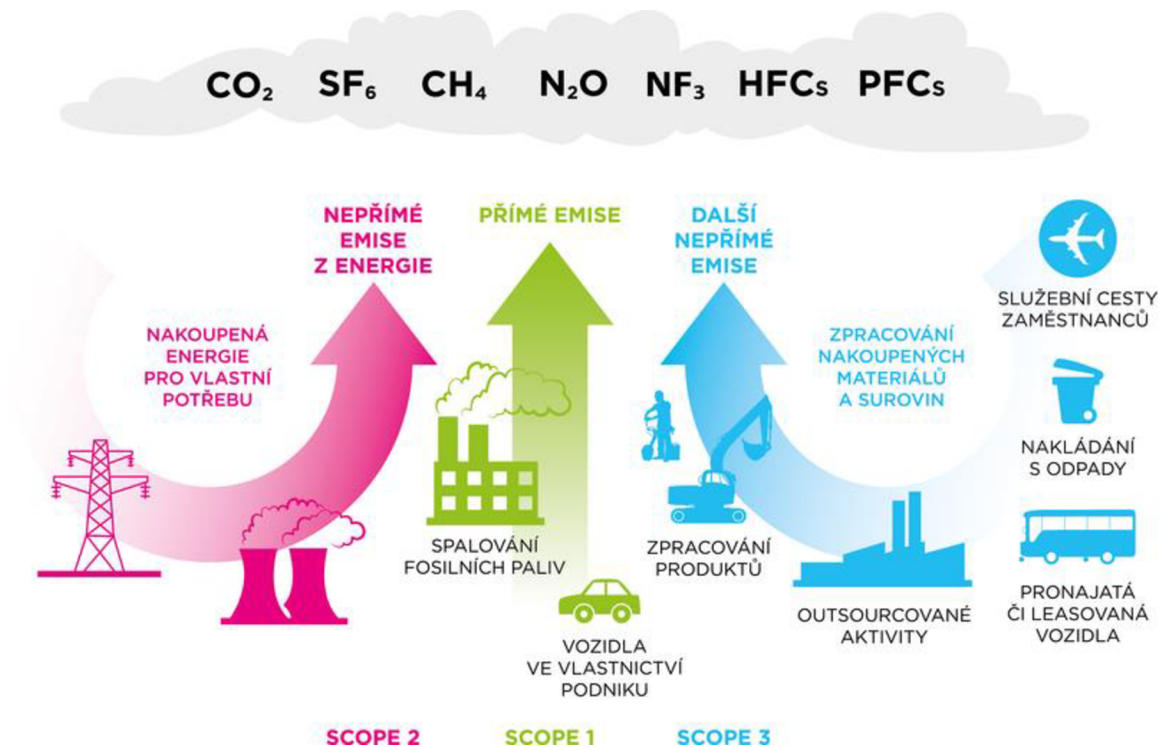 CO₂ SF₆ CH₄ N₂O NF₃ HFCs PFCs
NEPŘÍMÉ
EMISE
Z ENERGIE
PŘÍMÉ EMISE
DALŠÍ
NEPŘÍMÉ
EMISE
NAKOUPENÁ
ENERGIE
PRO VLASTNÍ
POTŘEBU
SPALOVÁNÍ
FOSILNÍCH PALIV
VOZIDLA
VE VLASTNICTVÍ
PODNIKU
ZPRACOVÁNÍ
NAKOUPENÝCH
MATERIÁLŮ
A SUROVIN
ZPRACOVÁNÍ
PRODUKTŮ
OUTSOURCOVANÉ
AKTIVITY
SLUŽEBNÍ CESTY
ZAMĚSTNANCŮ
NAKLÁDÁNÍ
S ODPADY
PRONAJATÁ
ČI LEASOVANÁ
VOZIDLA
SCOPE 2 SCOPE 1 SCOPE 3